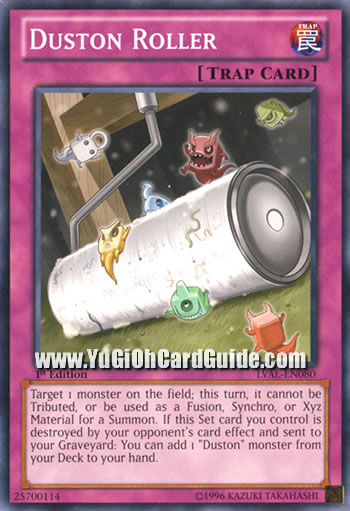 DUSTON ROLLER
TRAP
罠
[TRAP CARD]
www.YuGiOhCardGuide.com
1st Edition
LVAL-EN080
Target 1 monster on the field; this turn, it cannot be
Tributed, or be used as a Fusion, Synchro, or Xyz
Material for a Summon. If this Set card you control is
destroyed by your opponent's card effect and sent to
your Graveyard: You can add 1 "Duston" monster from
your Deck to your hand.
25700114
©1996 KAZUKI TAKAHASHI